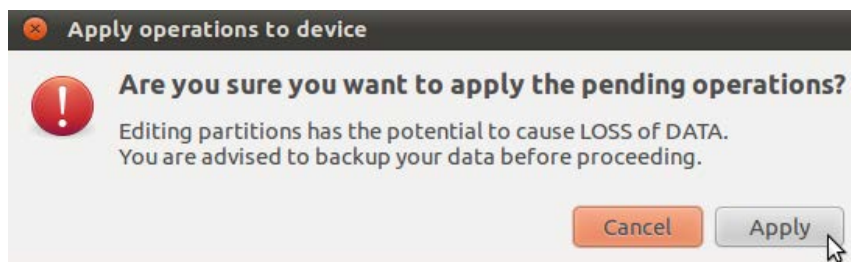 Apply operations to device
Are you sure you want to apply the pending operations?
Editing partitions has the potential to cause LOSS of DATA.
You are advised to backup your data before proceeding.
Cancel Apply